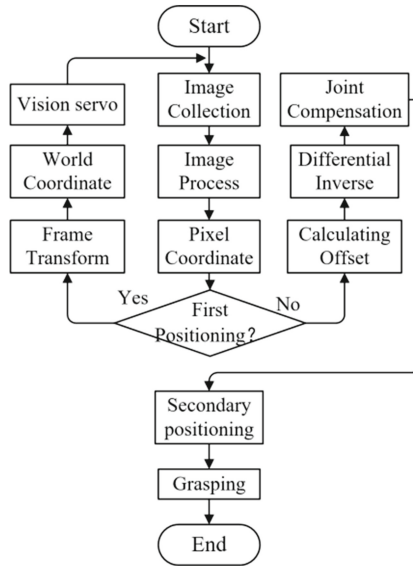 Start
Image
Collection
Image
Process
Pixel
Coordinate
First
Positioning?
Yes
Frame
Transform
World
Coordinate
Vision servo
No
Calculating
Offset
Differential
Inverse
Joint
Compensation
Secondary
positioning
Grasping
End